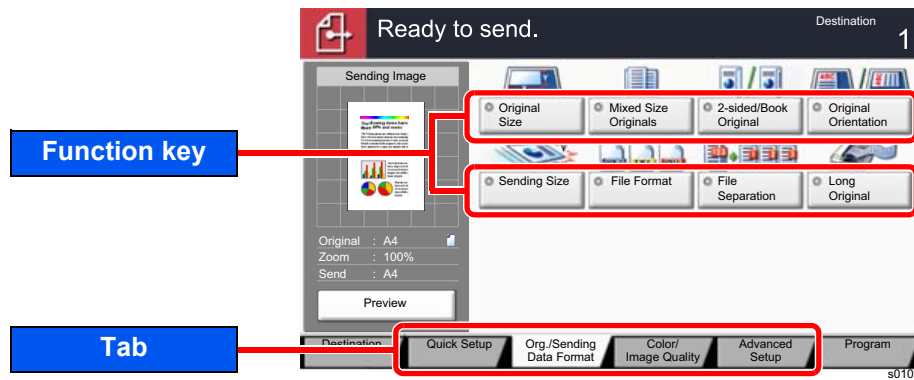 Ready to send.
Destination
1
Sending Image
Original
Size
Mixed Size
Originals
2-sided/Book
Original
Original
Orientation
Function key
Sending Size
File Format
File
Separation
Long
Original
Original : A4
Zoom : 100%
Send : A4
Preview
Tab
Destination
Quick Setup
Org./Sending
Data Format
Color/
Image Quality
Advanced
Setup
Program
s010